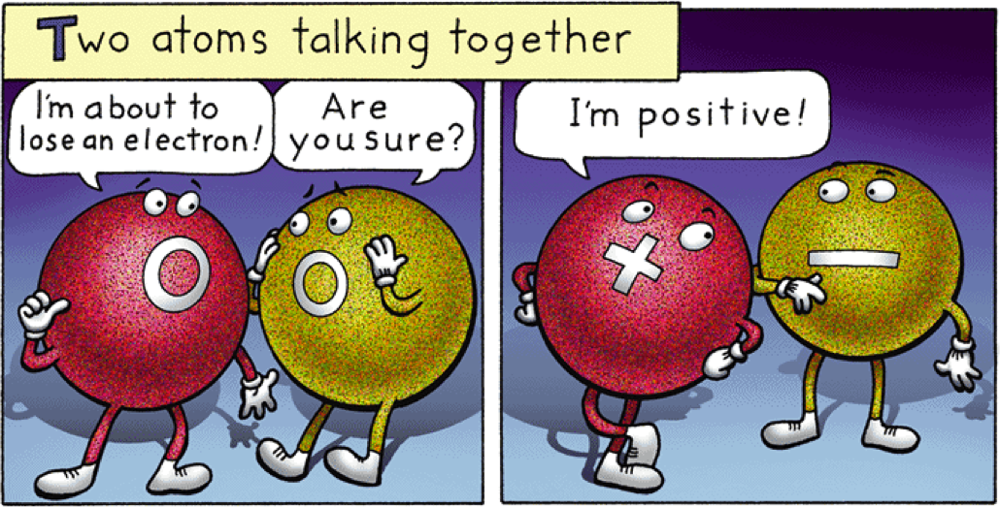 Two atoms talking together
I'm about to
lose an electron!
Are
you sure?
I'm positive!